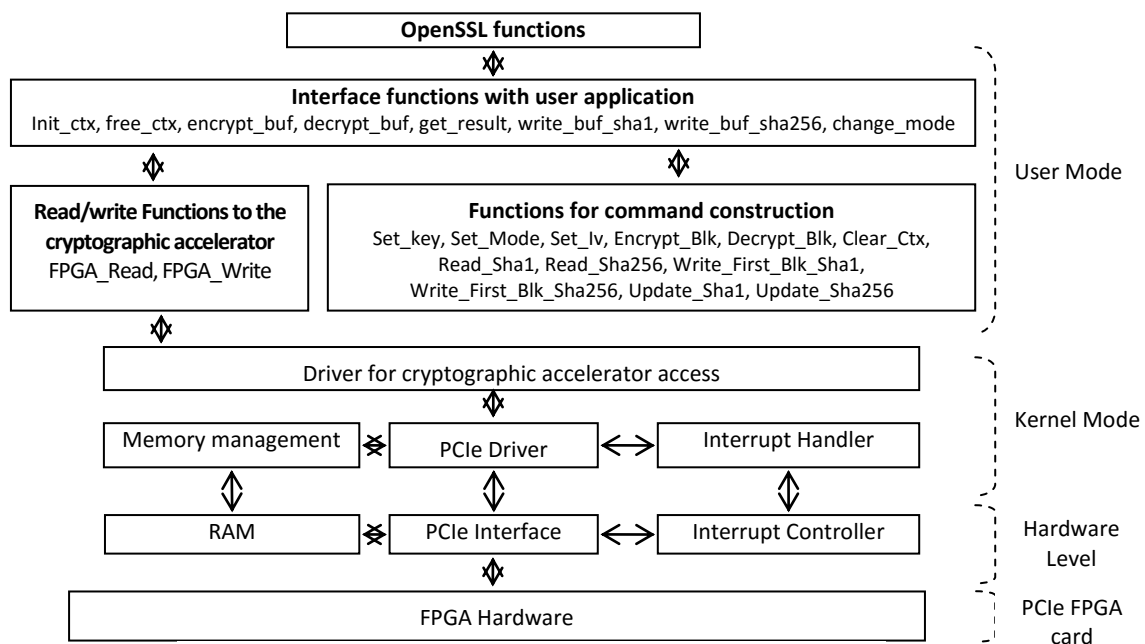 OpenSSL functions
Interface functions with user application
Init_ctx, free_ctx, encrypt_buf, decrypt_buf, get_result, write_buf_sha1, write_buf_sha256, change_mode
User Mode
Read/write Functions to the
cryptographic accelerator
FPGA_Read, FPGA_Write
Functions for command construction
Set_key, Set_Mode, Set_Iv, Encrypt_Blk, Decrypt_Blk, Clear_Ctx,
Read_Sha1, Read_Sha256, Write_First_Blk_Sha1,
Write_First_Blk_Sha256, Update_Sha1, Update_Sha256
Driver for cryptographic accelerator access
Kernel Mode
Memory management
PCIe Driver
Interrupt Handler
RAM
PCIe Interface
Interrupt Controller
Hardware
Level
FPGA Hardware
PCIe FPGA
card